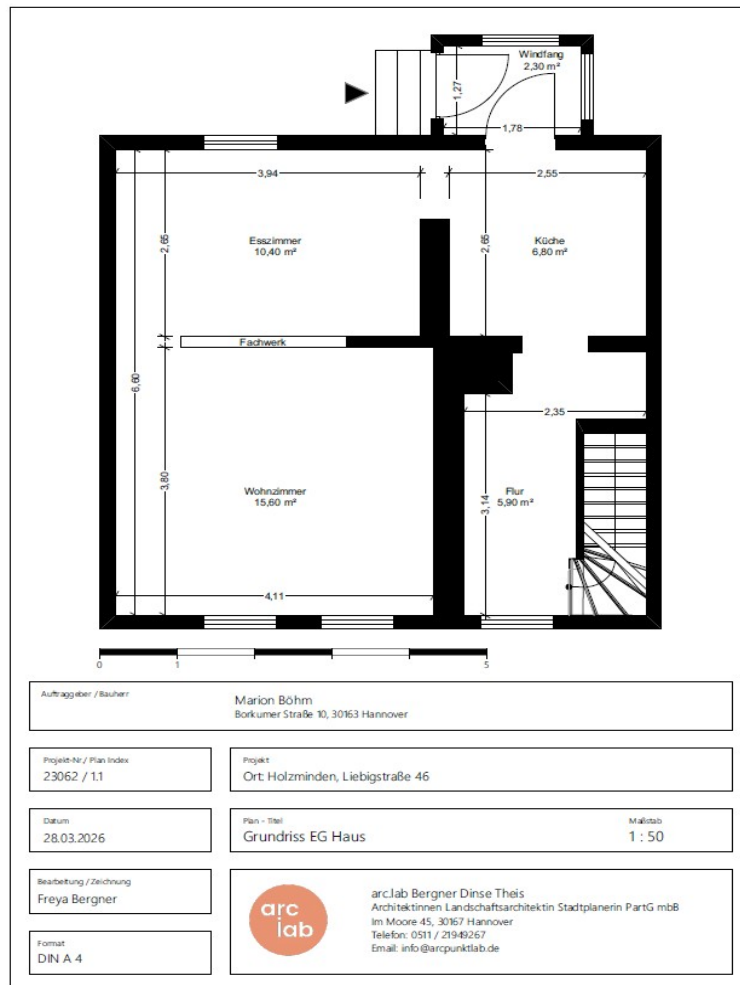 Windfang
2,30 m²
1,27
1,78
3,94
2,55
2,65
Esszimmer
10,40 m²
2,65
Küche
6,80 m²
Fachwerk
6,60
2,35
3,80
Wohnzimmer
15,60 m²
3,14
Flur
5,90 m²
4,11
0 1 5
Auftraggeber / Bauherr
Marion Böhm
Borkumer Straße 10, 30163 Hannover
Projekt-Nr./ Plan Index
23062 / 1.1
Projekt
Ort: Holzminden, Liebigstraße 46
Datum
28.03.2026
Plan - Titel
Grundriss EG Haus
Maßstab
1 : 50
Bearbeitung / Zeichnung
Freya Bergner
Format
DIN A 4
arc
lab
arc.lab Bergner Dinse Theis
Architektinnen Landschaftsarchitektin Stadtplanerin PartG mbB
Im Moore 45, 30167 Hannover
Telefon: 0511 / 21949267
Email: info@arcpunktlab.de